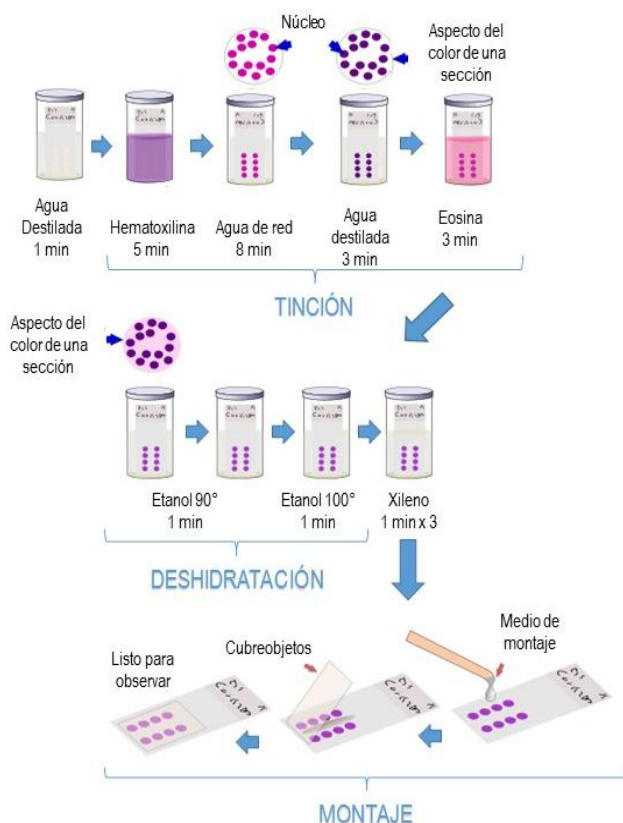 Núcleo
Aspecto del
color de una
sección
Agua
Destilada
1 min
Hematoxilina
5 min
Agua de red
8 min
Agua
destilada
3 min
Eosina
3 min
TINCIÓN
Aspecto del
color de una
sección
Etanol 90°
1 min
Etanol 100°
1 min
Xileno
1 min x 3
DESHIDRATACIÓN
Listo para
observar
Cubreobjetos
Medio de
montaje
MONTAJE